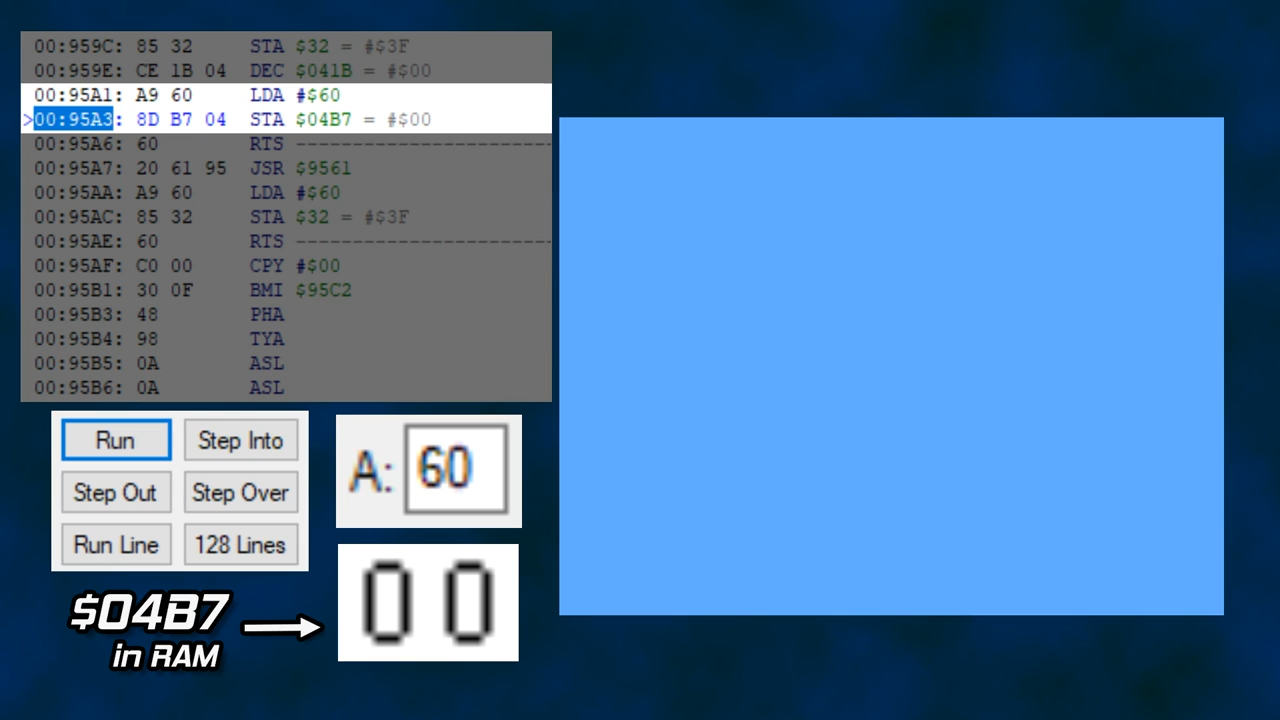 00:959C: 85 32 STA $32 = #$3F
00:959E: CE 1B 04 DEC $041B = #$00
00:95A1: A9 60 LDA #$60
>00:95A3: 8D B7 04 STA $04B7 = #$00
00:95A6: 60 RTS ----------------------
00:95A7: 20 61 95 JSR $9561
00:95AA: A9 60 LDA #$60
00:95AC: 85 32 STA $32 = #$3F
00:95AE: 60 RTS ----------------------
00:95AF: C0 00 CPY #$00
00:95B1: 30 0F BMI $95C2
00:95B3: 48 PHA
00:95B4: 98 TYA
00:95B5: 0A ASL
00:95B6: 0A ASL
Run Step Into
Step Out Step Over
Run Line 128 Lines
A: 60
$04B7
in RAM
00